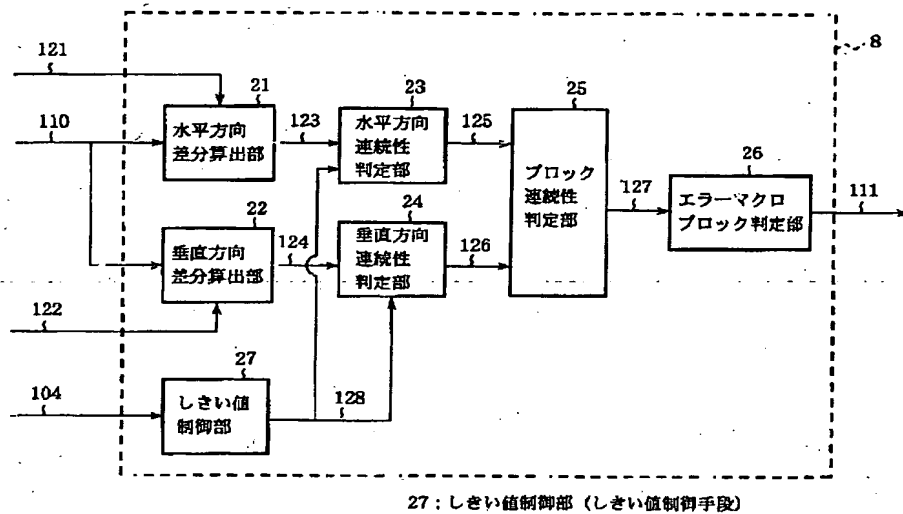 8
121
21
23
25
110
水平方向
差分算出部
123
水平方向
連続性
判定部
125
ブロック
連続性
判定部
127
26
エラーマクロ
ブロック判定部
111
22
24
垂直方向
差分算出部
124
垂直方向
連続性
判定部
126
122
27
104
しきい値
制御部
128
27：しきい値制御部（しきい値制御手段）